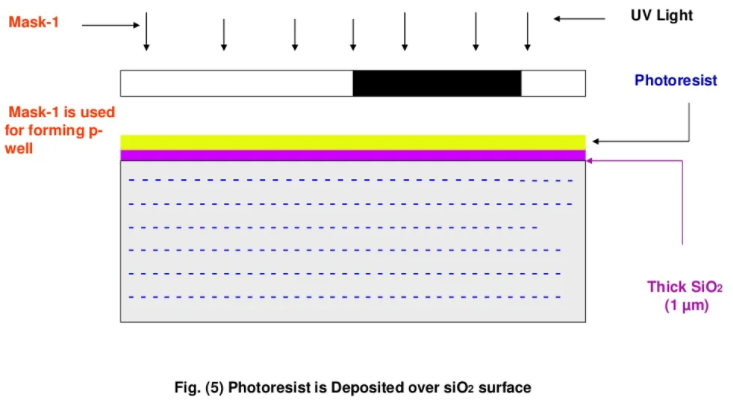 Mask-1
UV Light
Photoresist
Mask-1 is used
for forming p-
well
Thick SiO₂
(1 µm)
Fig. (5) Photoresist is Deposited over siO₂ surface